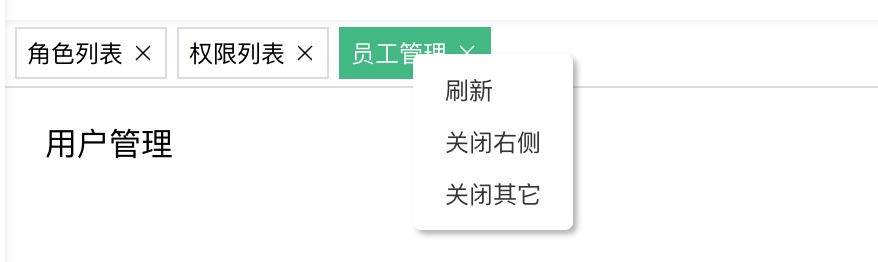 角色列表 × 权限列表 × 员工管理 ×
刷新
用户管理
关闭右侧
关闭其它